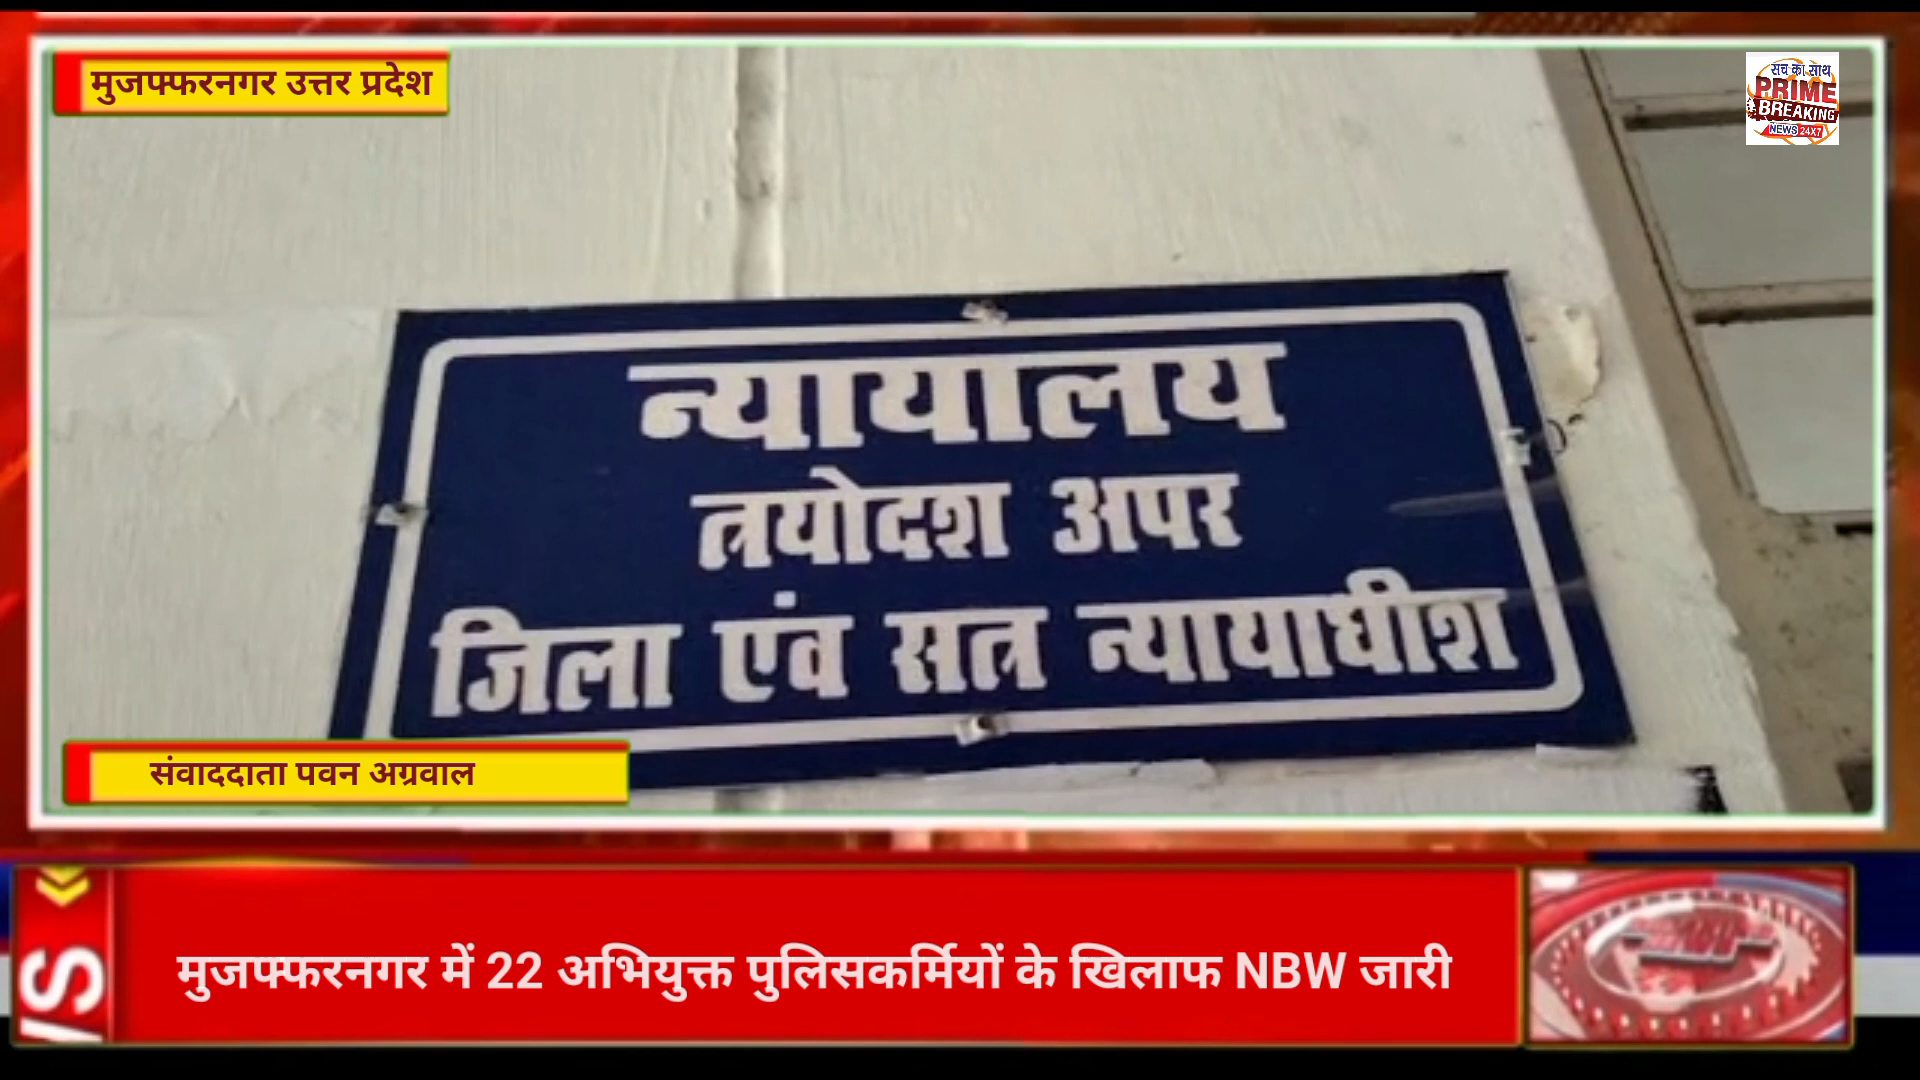 मुजफ्फरनगर उत्तर प्रदेश
सच का साथ
PRIME
BREAKING
NEWS 24X7
न्यायालय
त्रयोदश अपर
जिला एंव सत्र न्यायाधीश
संवाददाता पवन अग्रवाल
मुजफ्फरनगर में 22 अभियुक्त पुलिसकर्मियों के खिलाफ NBW जारी